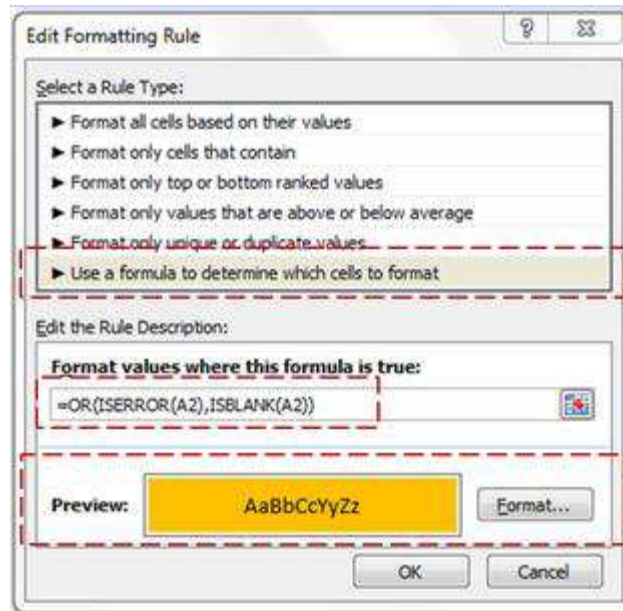 Edit Formatting Rule
Select a Rule Type:
► Format all cells based on their values
► Format only cells that contain
► Format only top or bottom ranked values
► Format only values that are above or below average
► Format only unique or duplicate values
► Use a formula to determine which cells to format
Edit the Rule Description:
Format values where this formula is true:
=OR(ISERROR(A2),ISBLANK(A2))
Preview: AaBbCcYyZz Format...
OK Cancel